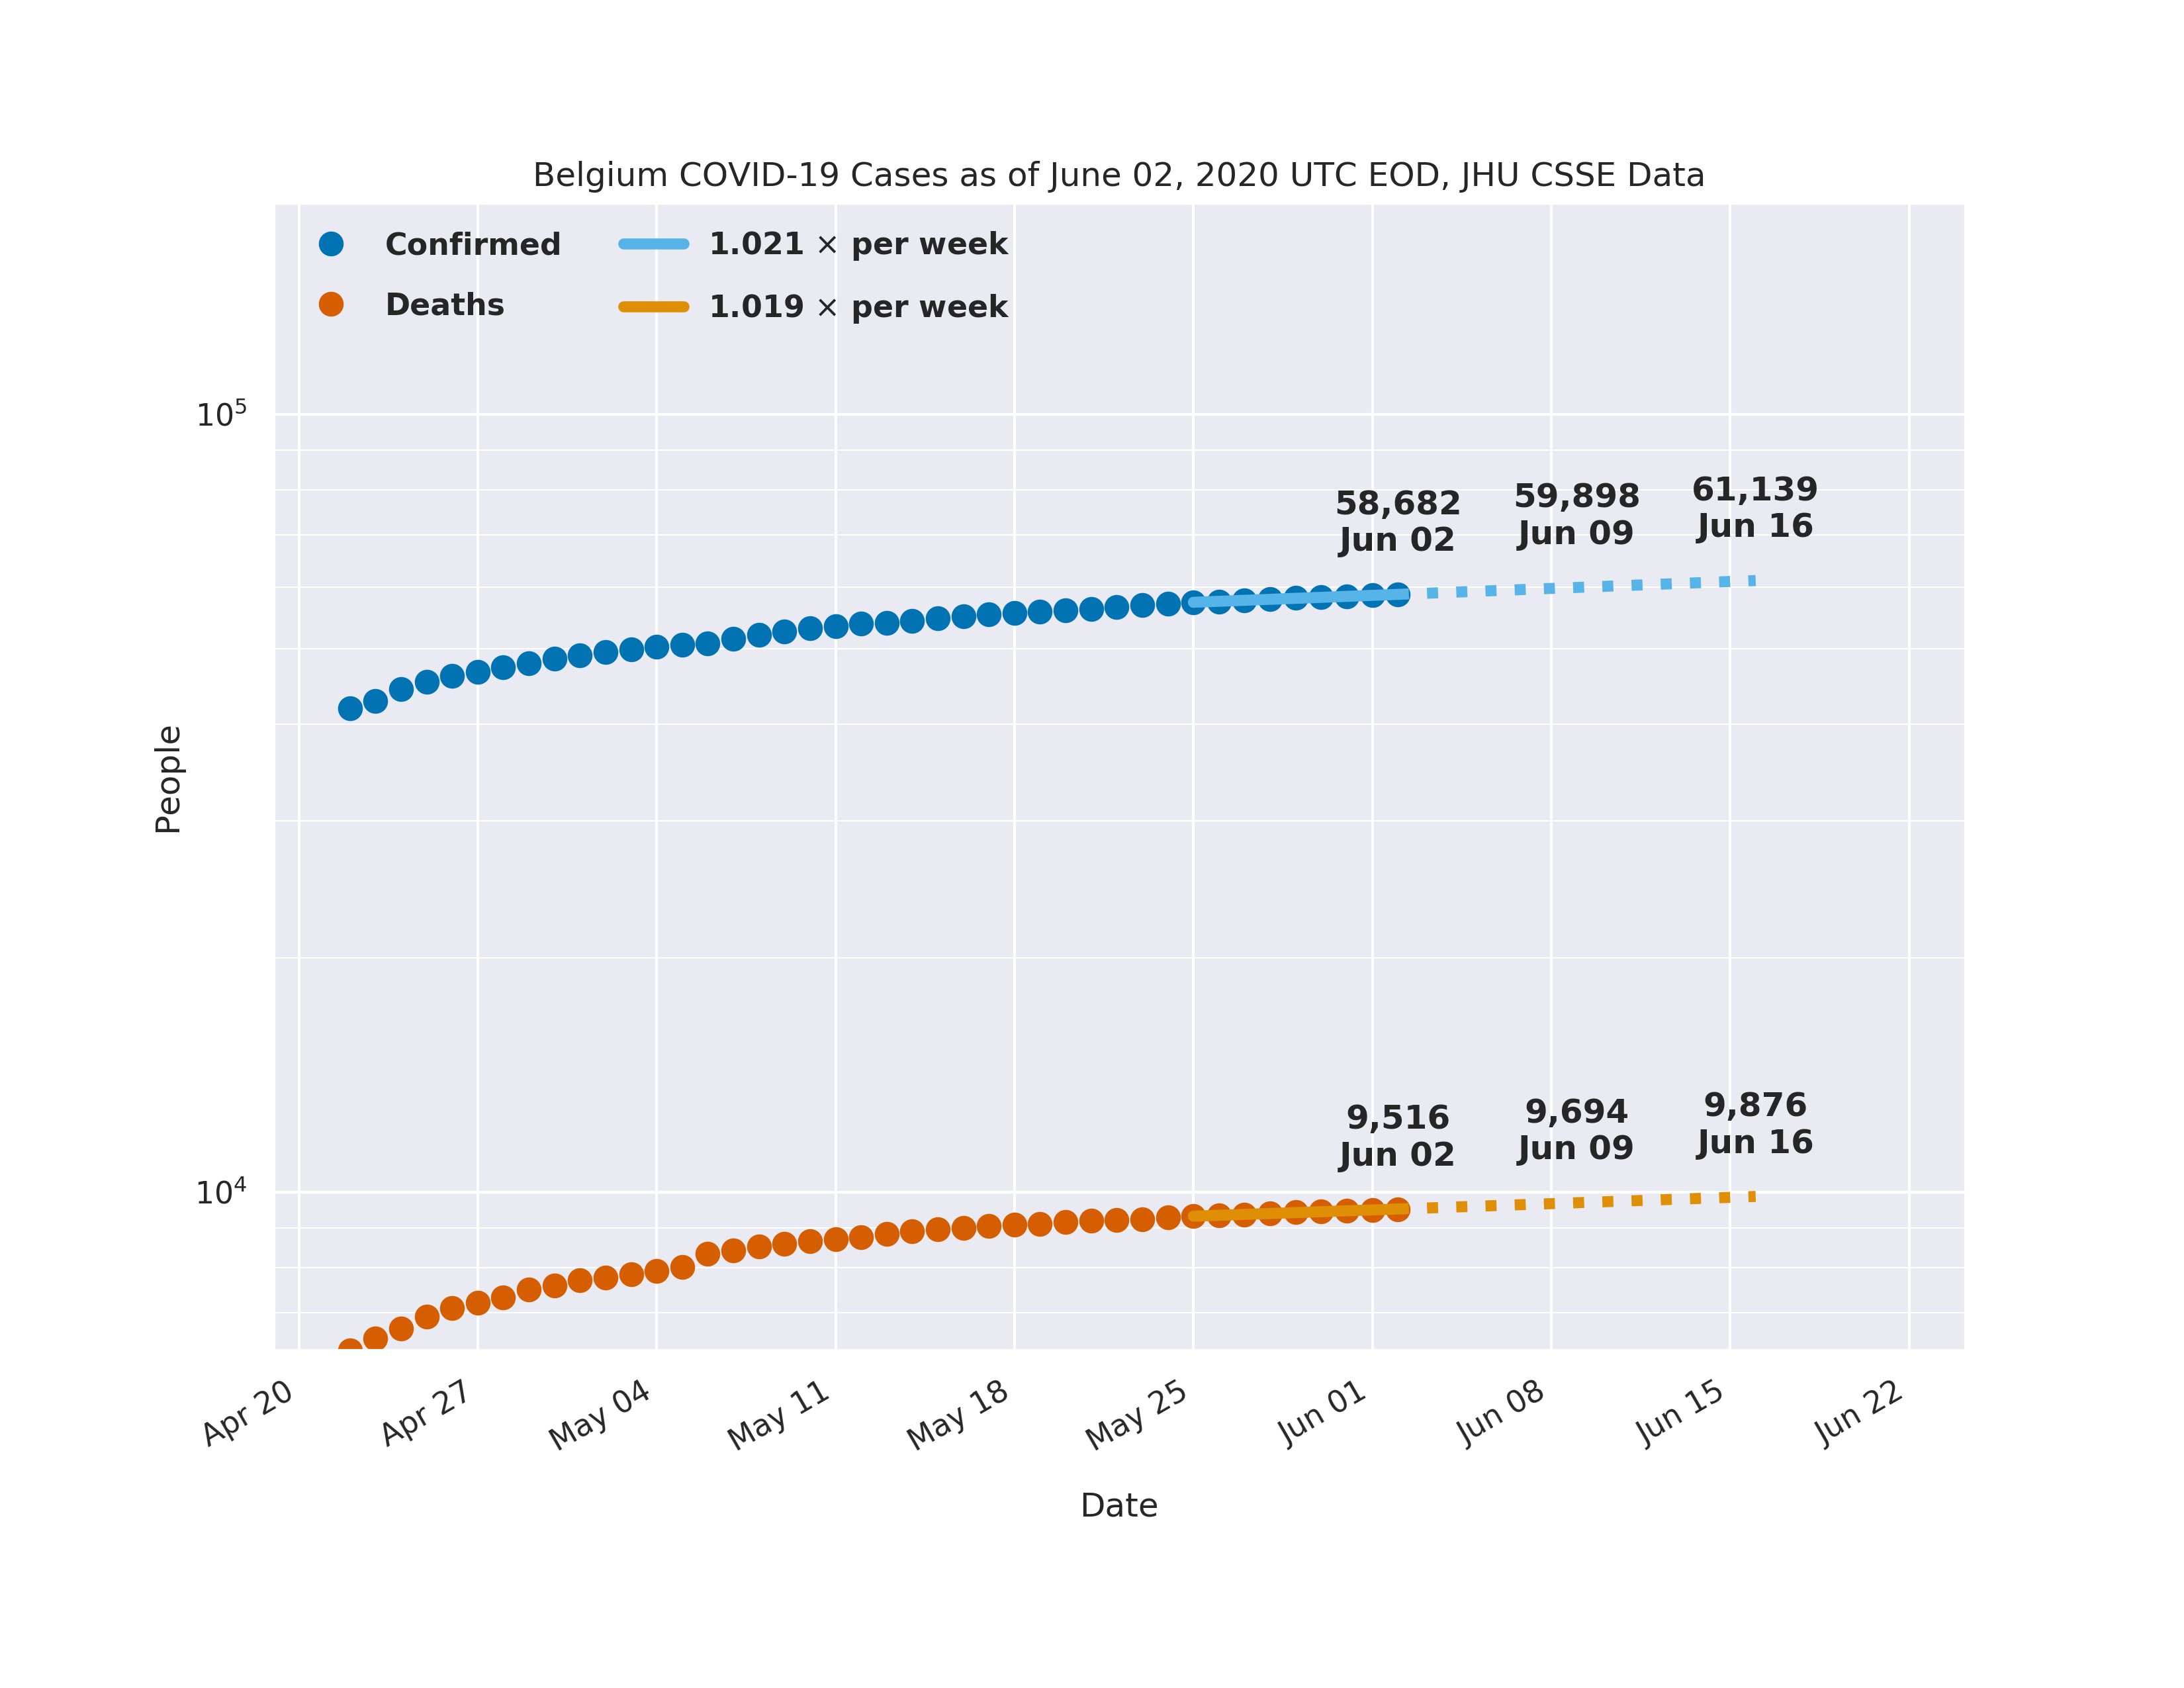 Belgium COVID-19 Cases as of June 02, 2020 UTC EOD, JHU CSSE Data
Confirmed
Deaths
1.021 × per week
1.019 × per week
10⁵
10⁴
People
58,682
Jun 02
59,898
Jun 09
61,139
Jun 16
9,516
Jun 02
9,694
Jun 09
9,876
Jun 16
Apr 20
Apr 27
May 04
May 11
May 18
May 25
Jun 01
Jun 08
Jun 15
Jun 22
Date